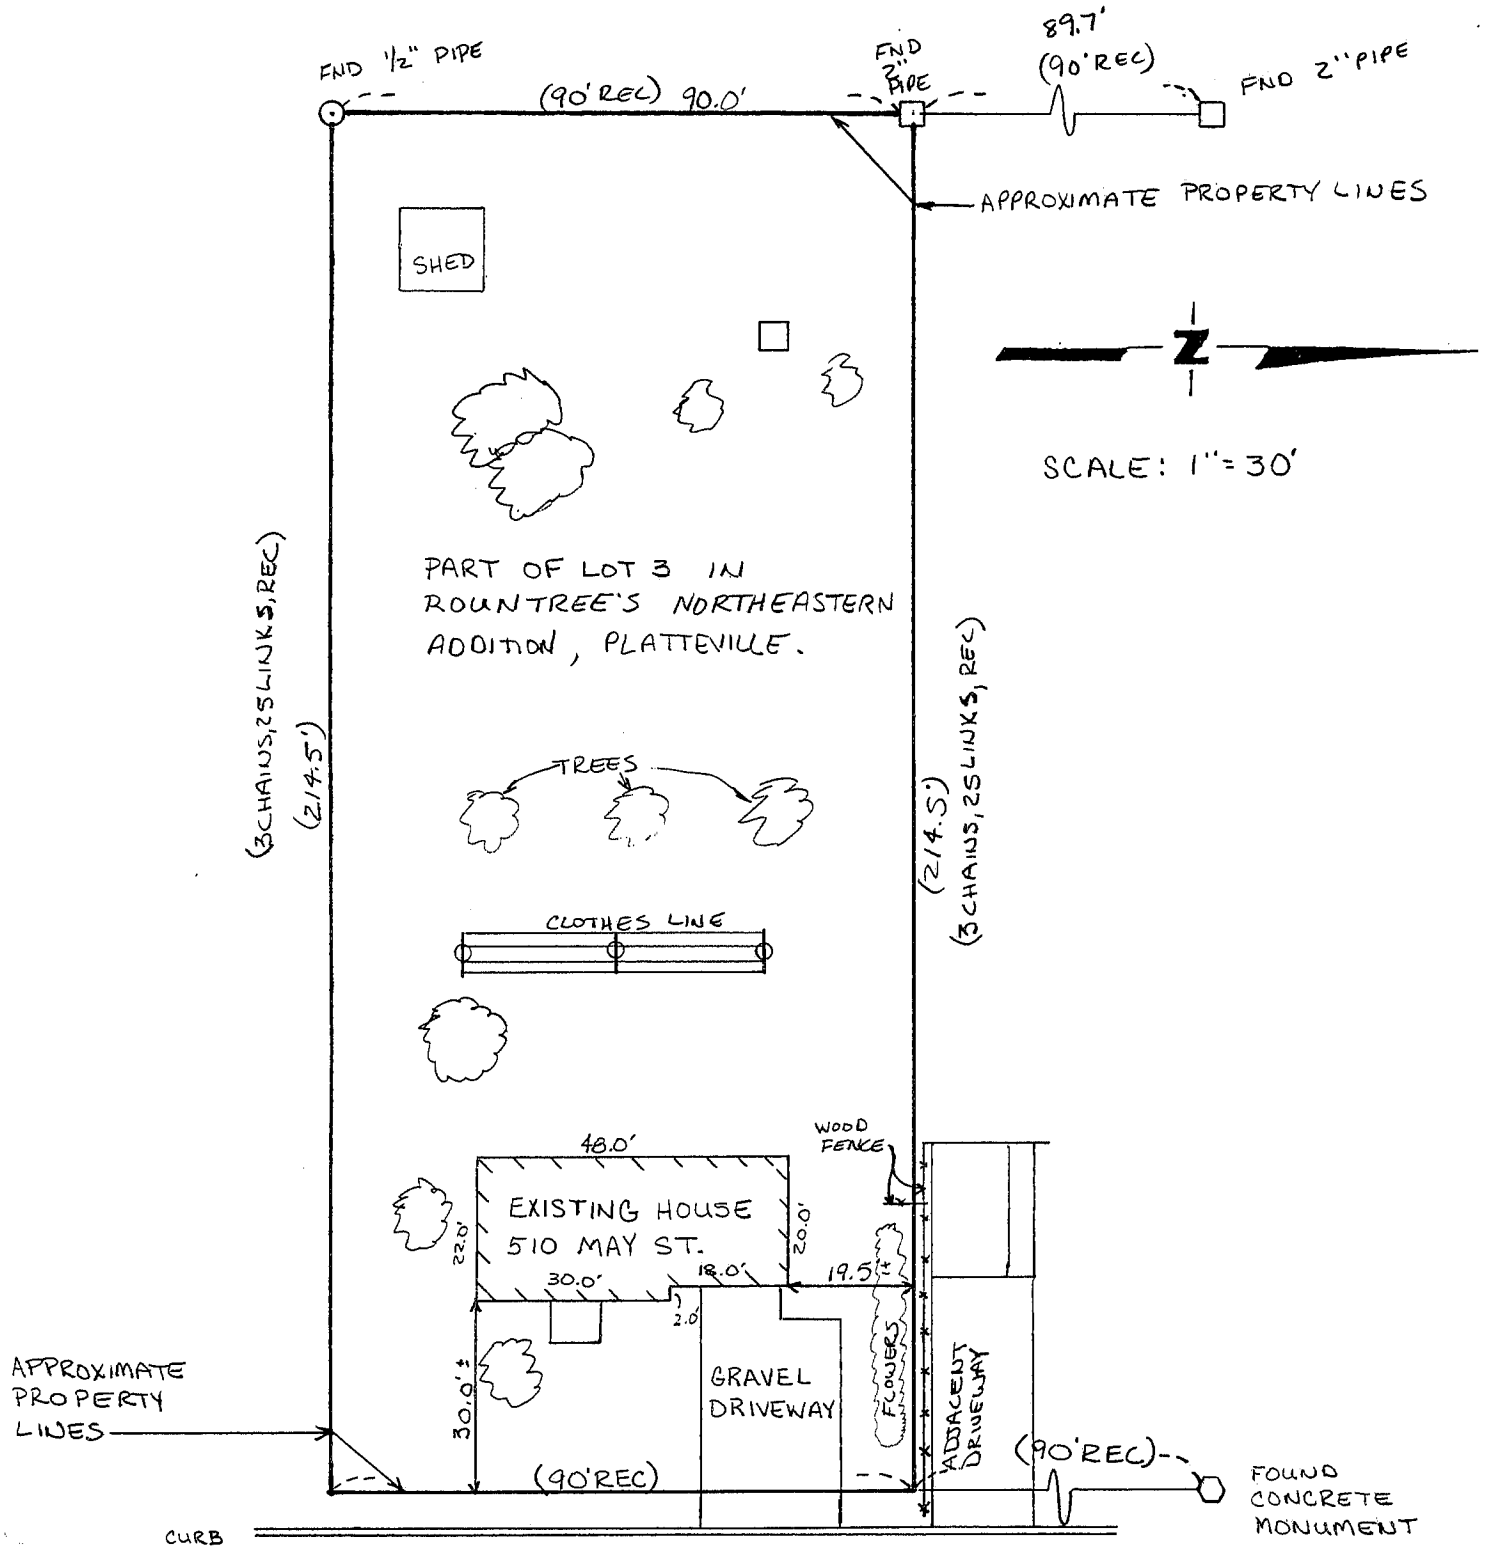 FND 1/2" PIPE
(90' REC) 90.0'
FND
2"
PIPE
89.7'
(90' REC)
FND 2" PIPE
APPROXIMATE PROPERTY LINES
SHED
N
SCALE: 1"=30'
PART OF LOT 3 IN
ROUNTREE'S NORTHEASTERN
ADDITION, PLATTEVILLE.
(3 CHAINS, 25 LINKS, REC)
(214.5')
(214.5')
(3 CHAINS, 25 LINKS, REC)
TREES
CLOTHES LINE
WOOD
FENCE
48.0'
EXISTING HOUSE
510 MAY ST.
22.0'
20.0'
30.0'
18.0'
2.0'
19.5'±
30.0'±
GRAVEL
DRIVEWAY
FLOWERS
ADJACENT
DRIVEWAY
APPROXIMATE
PROPERTY
LINES
(90' REC)
(90' REC)
FOUND
CONCRETE
MONUMENT
CURB